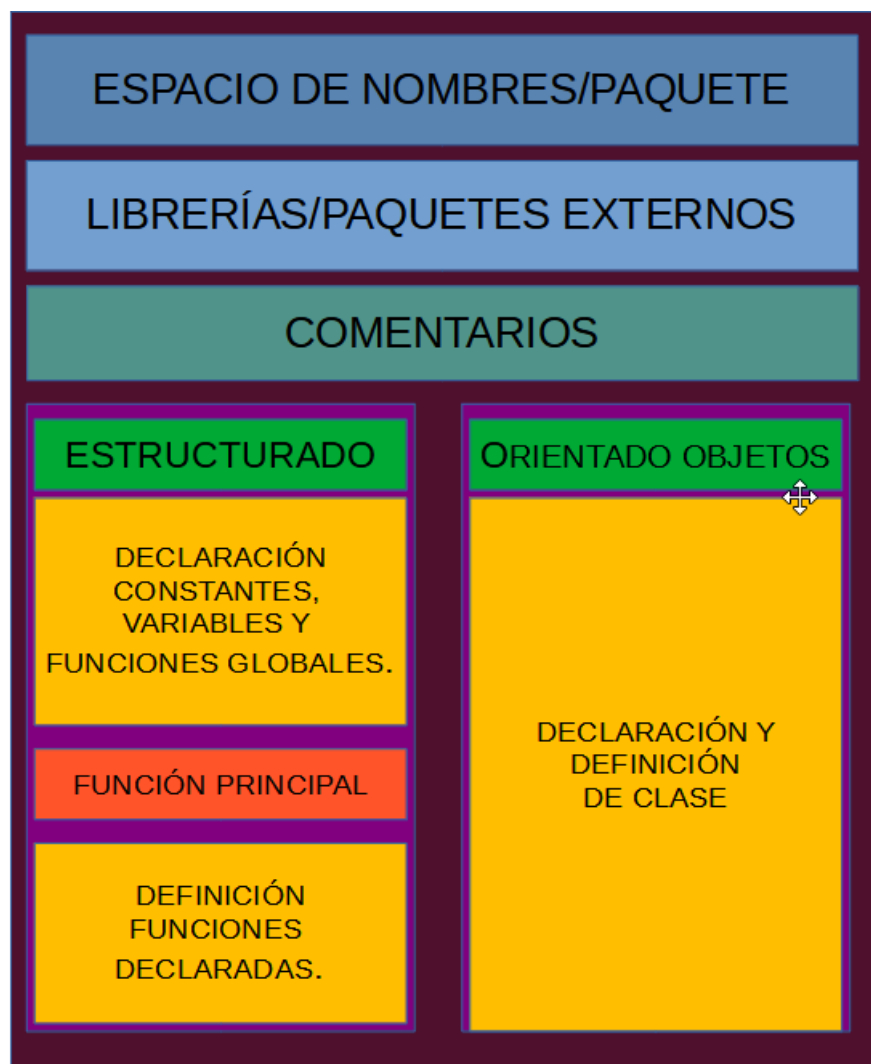 ESPACIO DE NOMBRES/PAQUETE
LIBRERÍAS/PAQUETES EXTERNOS
COMENTARIOS
ESTRUCTURADO
DECLARACIÓN
CONSTANTES,
VARIABLES Y
FUNCIONES GLOBALES.
FUNCIÓN PRINCIPAL
DEFINICIÓN
FUNCIONES
DECLARADAS.
ORIENTADO OBJETOS
DECLARACIÓN Y
DEFINICIÓN
DE CLASE